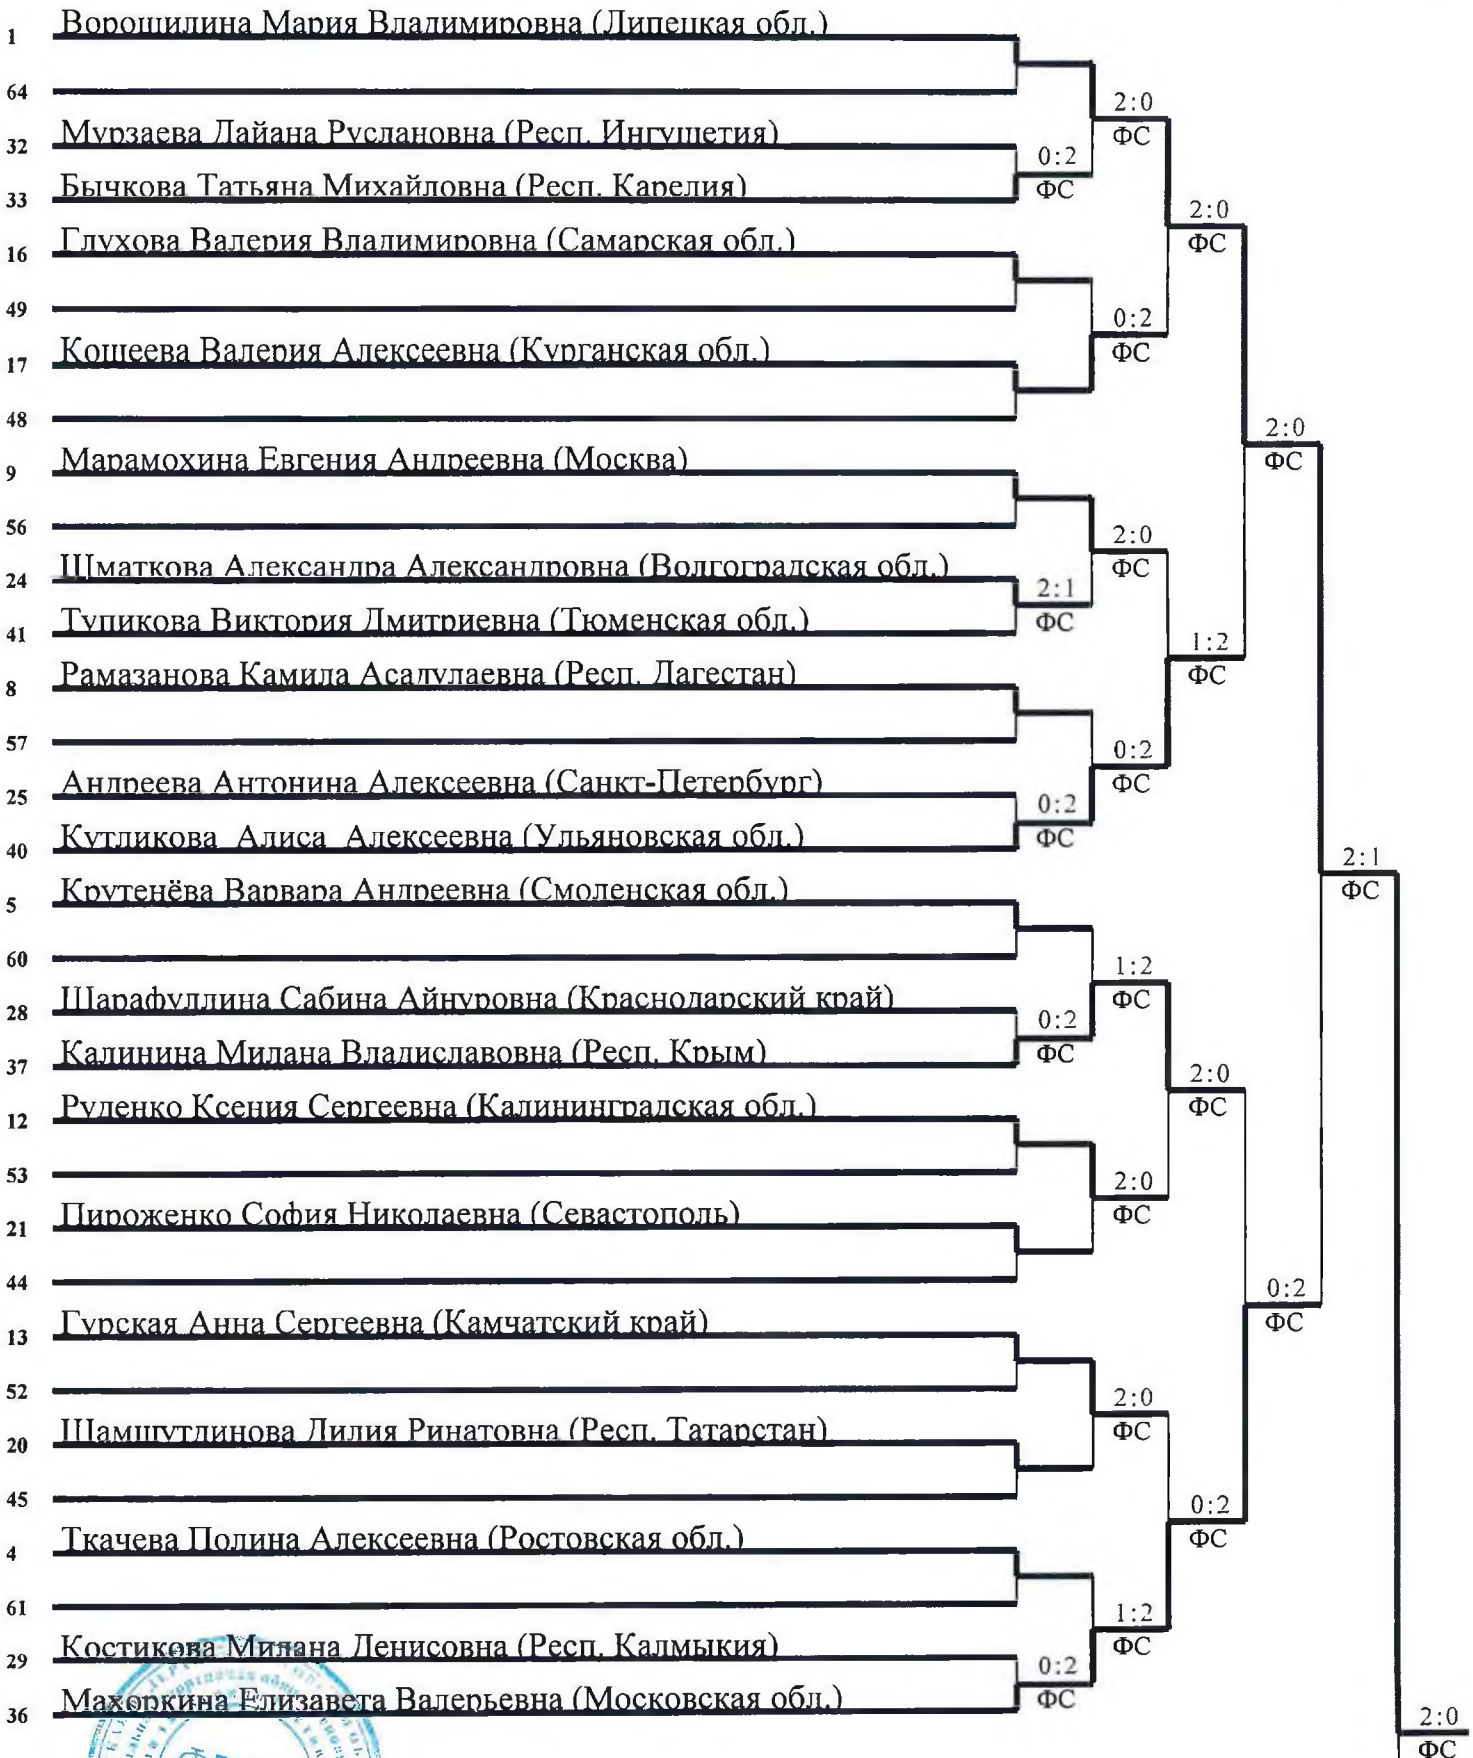 1 Ворошилина Мария Владимировна (Липецкая обл.)
64
2:0
ФС
32 Мурзаева Дайана Руслановна (Респ. Ингушетия)
0:2
ФС
33 Бычкова Татьяна Михайловна (Респ. Карелия)
2:0
ФС
16 Глухова Валерия Владимировна (Самарская обл.)
49
0:2
ФС
17 Кощеева Валерия Алексеевна (Курганская обл.)
48
2:0
ФС
9 Марамохина Евгения Андреевна (Москва)
56
2:0
ФС
24 Шматкова Александра Александровна (Волгоградская обл.)
2:1
ФС
41 Тупикова Виктория Дмитриевна (Тюменская обл.)
1:2
ФС
8 Рамазанова Камила Асадулаевна (Респ. Дагестан)
57
0:2
ФС
25 Андреева Антонина Алексеевна (Санкт-Петербург)
0:2
ФС
40 Кутликова Алиса Алексеевна (Ульяновская обл.)
2:1
ФС
5 Крутенёва Варвара Андреевна (Смоленская обл.)
60
1:2
ФС
28 Шарафуллина Сабина Айнуровна (Краснодарский край)
0:2
ФС
37 Калинина Милана Владиславовна (Респ. Крым)
2:0
ФС
12 Руденко Ксения Сергеевна (Калининградская обл.)
53
2:0
ФС
21 Пироженко София Николаевна (Севастополь)
44
0:2
ФС
13 Гурская Анна Сергеевна (Камчатский край)
52
2:0
ФС
20 Шамшутдинова Лилия Ринатовна (Респ. Татарстан)
45
0:2
ФС
4 Ткачева Полина Алексеевна (Ростовская обл.)
61
1:2
ФС
29 Костикова Милана Денисовна (Респ. Калмыкия)
0:2
ФС
36 Махоркина Елизавета Валерьевна (Московская обл.)
2:0
ФС